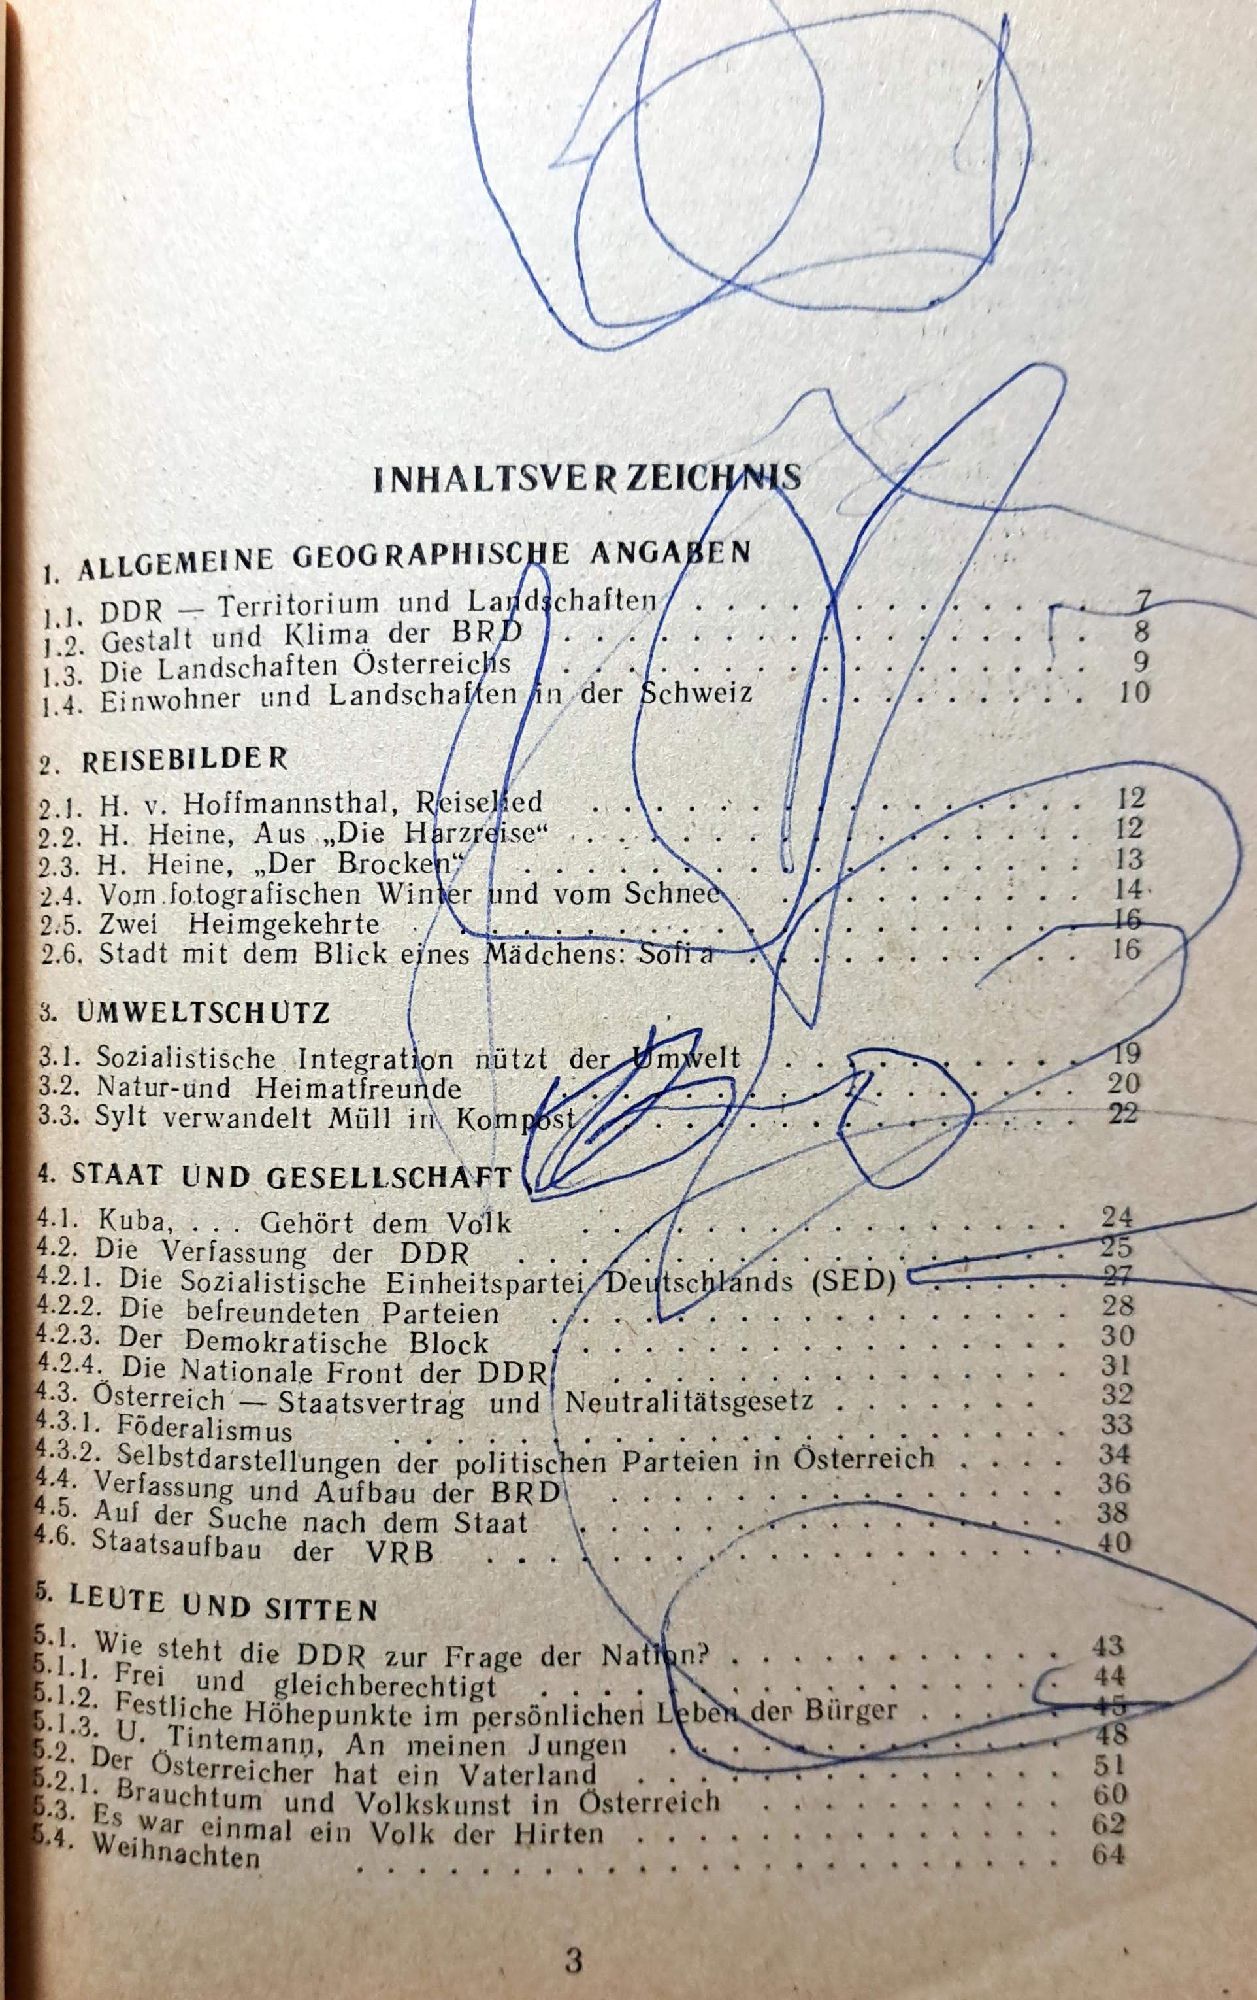 INHALTSVERZEICHNIS
1. ALLGEMEINE GEOGRAPHISCHE ANGABEN
1.1. DDR — Territorium und Landschaften . . . . . . . . . . . . . . 7
1.2. Gestalt und Klima der BRD . . . . . . . . . . . . . . . . . . 8
1.3. Die Landschaften Österreichs . . . . . . . . . . . . . . . . . . 9
1.4. Einwohner und Landschaften in der Schweiz . . . . . . . . . 10
2. REISEBILDER
2.1. H. v. Hoffmannsthal, Reiselied . . . . . . . . . . . . . . . . . 12
2.2. H. Heine, Aus „Die Harzreise“ . . . . . . . . . . . . . . . . . 12
2.3. H. Heine, „Der Brocken“ . . . . . . . . . . . . . . . . . . . 13
2.4. Vom fotografischen Winter und vom Schnee . . . . . . . . . . 14
2.5. Zwei Heimgekehrte . . . . . . . . . . . . . . . . . . . . . . 16
2.6. Stadt mit dem Blick eines Mädchens: Sofia . . . . . . . . . . . 16
3. UMWELTSCHUTZ
3.1. Sozialistische Integration nützt der Umwelt . . . . . . . . . . 19
3.2. Natur-und Heimatfreunde . . . . . . . . . . . . . . . . . 20
3.3. Sylt verwandelt Müll in Kompost . . . . . . . . . . . . . . . 22
4. STAAT UND GESELLSCHAFT
4.1. Kuba, . . . Gehört dem Volk . . . . . . . . . . . . . . . . 24
4.2. Die Verfassung der DDR . . . . . . . . . . . . . . . . . . 25
4.2.1. Die Sozialistische Einheitspartei Deutschlands (SED) . . . . . 27
4.2.2. Die befreundeten Parteien . . . . . . . . . . . . . . . . . 28
4.2.3. Der Demokratische Block . . . . . . . . . . . . . . . . . 30
4.2.4. Die Nationale Front der DDR . . . . . . . . . . . . . . . 31
4.3. Österreich — Staatsvertrag und Neutralitätsgesetz . . . . . . . 32
4.3.1. Föderalismus . . . . . . . . . . . . . . . . . . . . . . 33
4.3.2. Selbstdarstellungen der politischen Parteien in Österreich . . . . 34
4.4. Verfassung und Aufbau der BRD . . . . . . . . . . . . . . . 36
4.5. Auf der Suche nach dem Staat . . . . . . . . . . . . . . . . 38
4.6. Staatsaufbau der VRB . . . . . . . . . . . . . . . . . . . 40
5. LEUTE UND SITTEN
5.1. Wie steht die DDR zur Frage der Nation? . . . . . . . . . . . 43
5.1.1. Frei und gleichberechtigt . . . . . . . . . . . . . . . . . 44
5.1.2. Festliche Höhepunkte im persönlichen Leben der Bürger . . . . . 45
5.1.3. U. Tintemann, An meinen Jungen . . . . . . . . . . . . . 48
5.2. Der Österreicher hat ein Vaterland . . . . . . . . . . . . . . 51
5.2.1. Brauchtum und Volkskunst in Österreich . . . . . . . . . . 60
5.3. Es war einmal ein Volk der Hirten . . . . . . . . . . . . . . 62
5.4. Weihnachten . . . . . . . . . . . . . . . . . . . . . . . 64
3